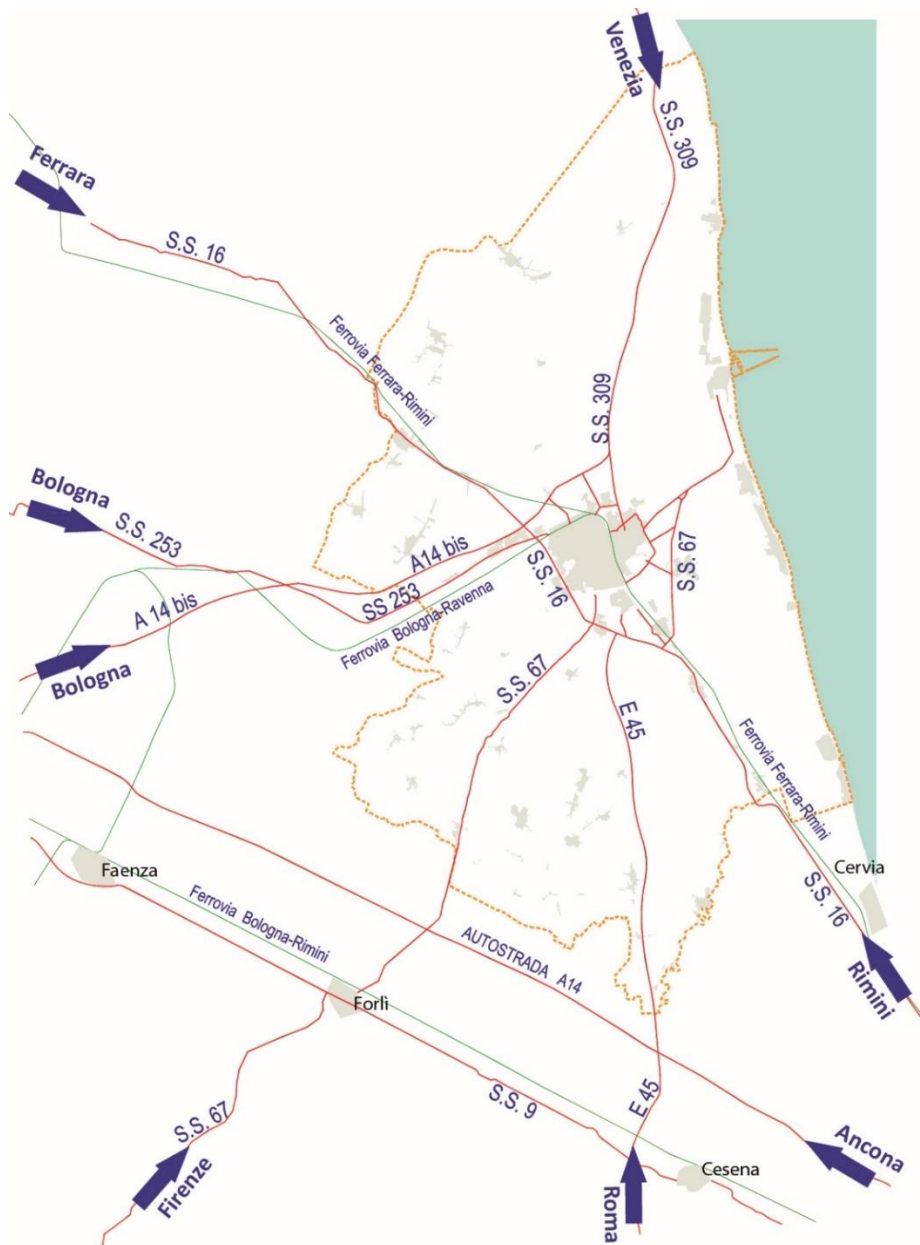 Venezia
S.S. 309
Ferrara
S.S. 16
Ferrovia Ferrara-Rimini
S.S. 309
Bologna
S.S. 253
A14 bis
S.S. 67
A 14 bis
SS 253
S.S. 16
Ferrovia Bologna-Ravenna
Bologna
S.S. 67
E 45
Ferrovia Ferrara-Rimini
Faenza
Cervia
Ferrovia Bologna-Rimini
S.S. 16
AUTOSTRADA A14
Rimini
Forlì
S.S. 9
E 45
S.S. 67
Ancona
Firenze
Roma
Cesena